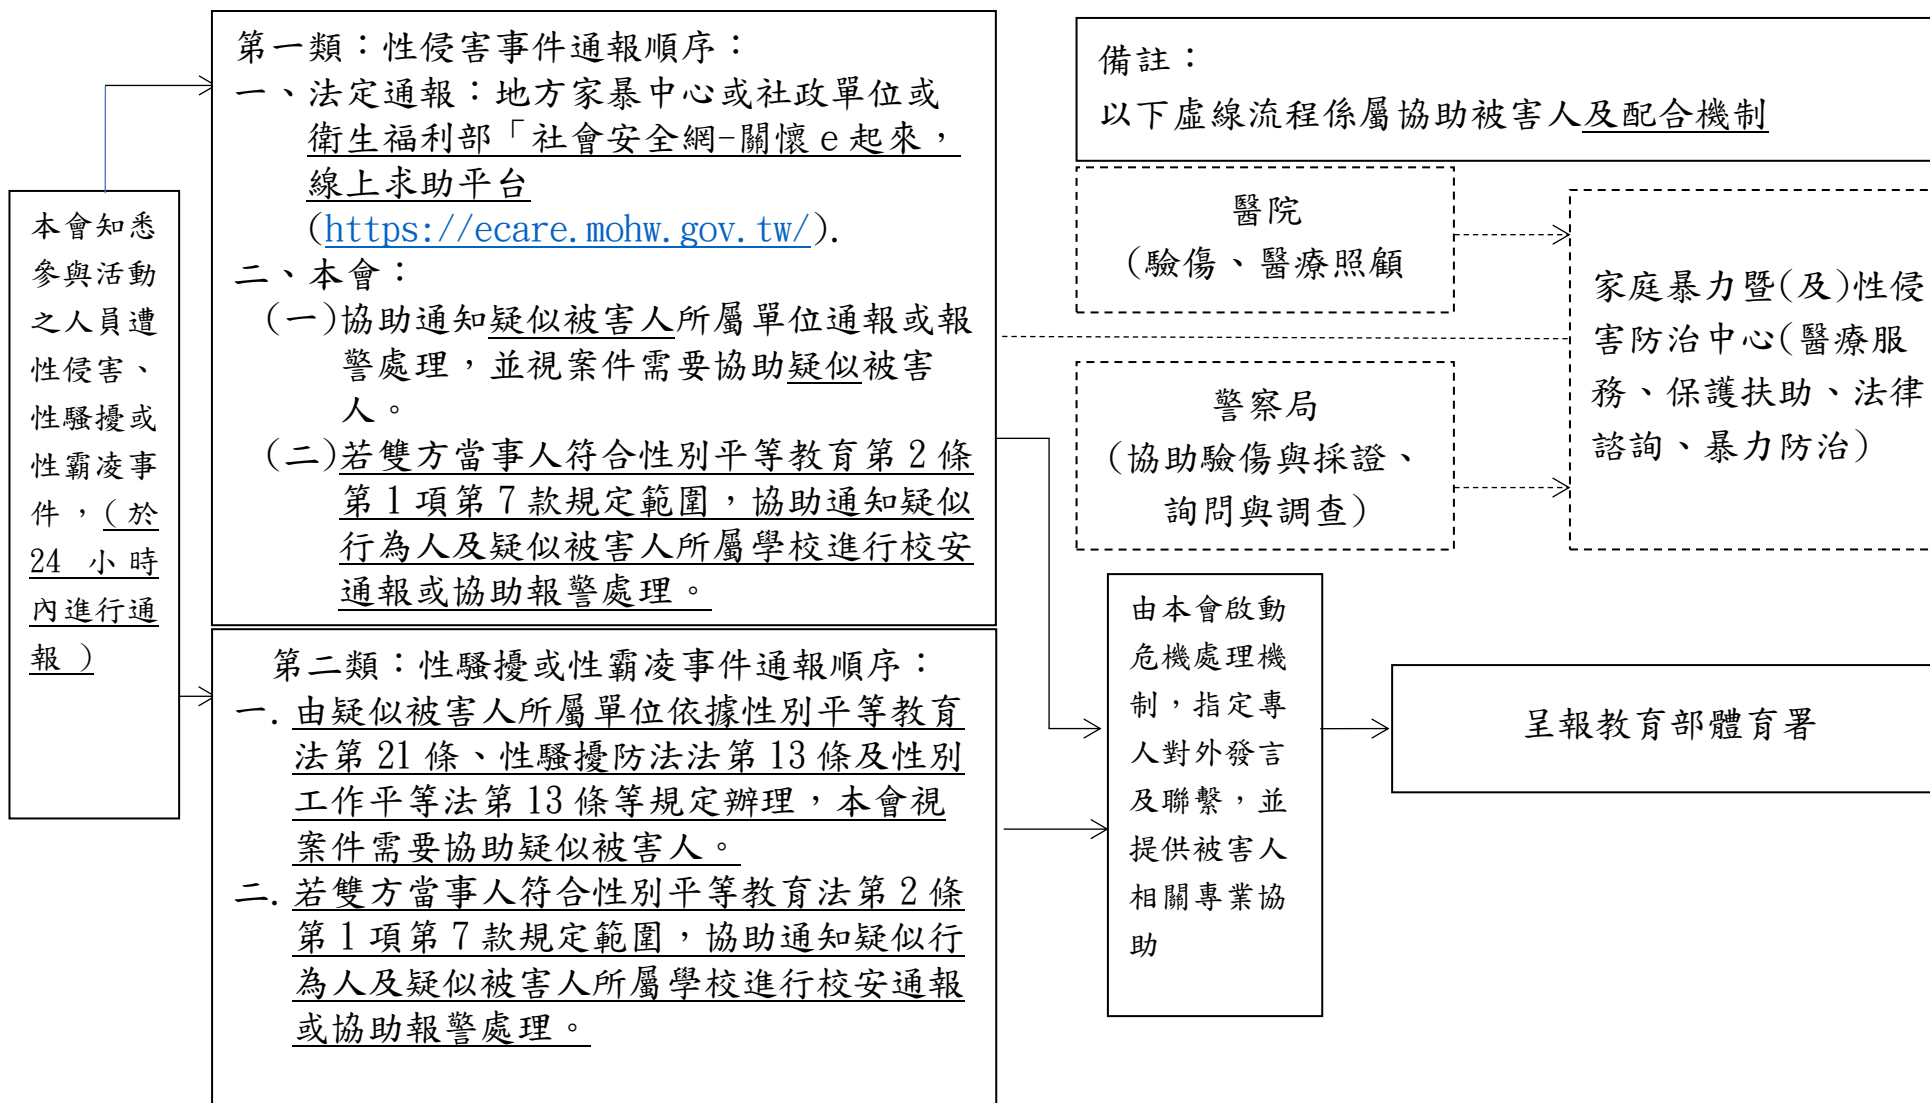 本會知悉
參與活動
之人員遭
性侵害、
性騷擾或
性霸凌事
件，(於
24 小時
內進行通
報 )
第一類：性侵害事件通報順序：
一、法定通報：地方家暴中心或社政單位或
衛生福利部「社會安全網-關懷 e 起來，
線上求助平台
(https://ecare.mohw.gov.tw/).
二、本會：
(一)協助通知疑似被害人所屬單位通報或報
警處理，並視案件需要協助疑似被害
人。
(二)若雙方當事人符合性別平等教育第 2 條
第 1 項第 7 款規定範圍，協助通知疑似
行為人及疑似被害人所屬學校進行校安
通報或協助報警處理。
第二類：性騷擾或性霸凌事件通報順序：
一. 由疑似被害人所屬單位依據性別平等教育
法第 21 條、性騷擾防法法第 13 條及性別
工作平等法第 13 條等規定辦理，本會視
案件需要協助疑似被害人。
二. 若雙方當事人符合性別平等教育法第 2 條
第 1 項第 7 款規定範圍，協助通知疑似行
為人及疑似被害人所屬學校進行校安通報
或協助報警處理。
備註：
以下虛線流程係屬協助被害人及配合機制
醫院
(驗傷、醫療照顧
警察局
(協助驗傷與採證、
詢問與調查)
家庭暴力暨(及)性侵
害防治中心(醫療服
務、保護扶助、法律
諮詢、暴力防治)
由本會啟動
危機處理機
制，指定專
人對外發言
及聯繫，並
提供被害人
相關專業協
助
呈報教育部體育署